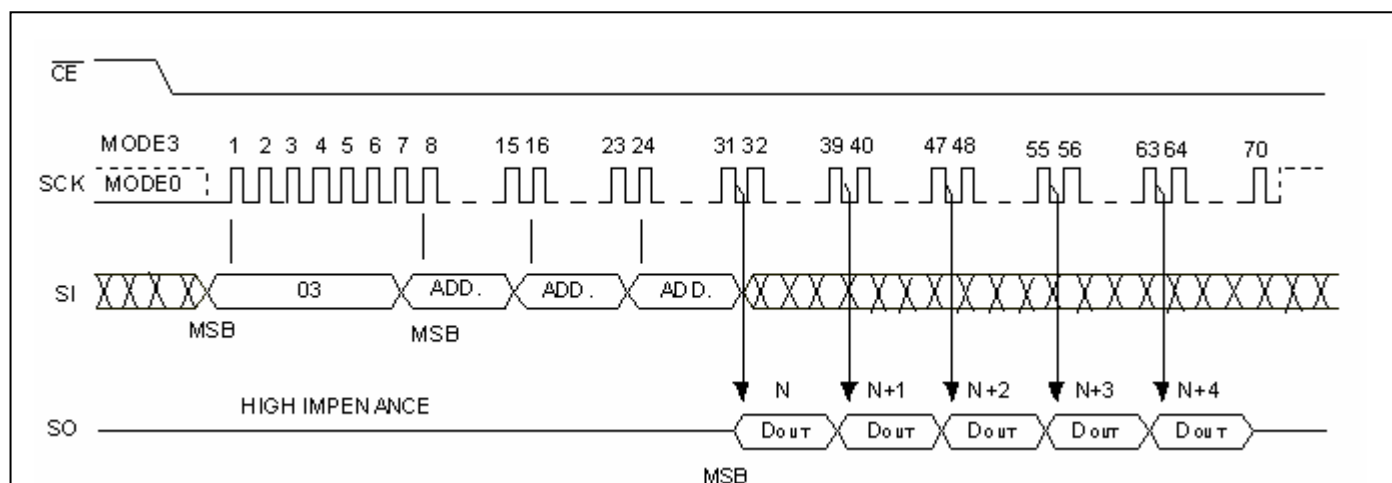 CE
MODE3 1 2 3 4 5 6 7 8 15 16 23 24 31 32 39 40 47 48 55 56 63 64 70
SCK MODE0
SI 03 ADD. ADD. ADD.
MSB MSB
HIGH IMPENANCE N N+1 N+2 N+3 N+4
SO DOUT DOUT DOUT DOUT DOUT
MSB